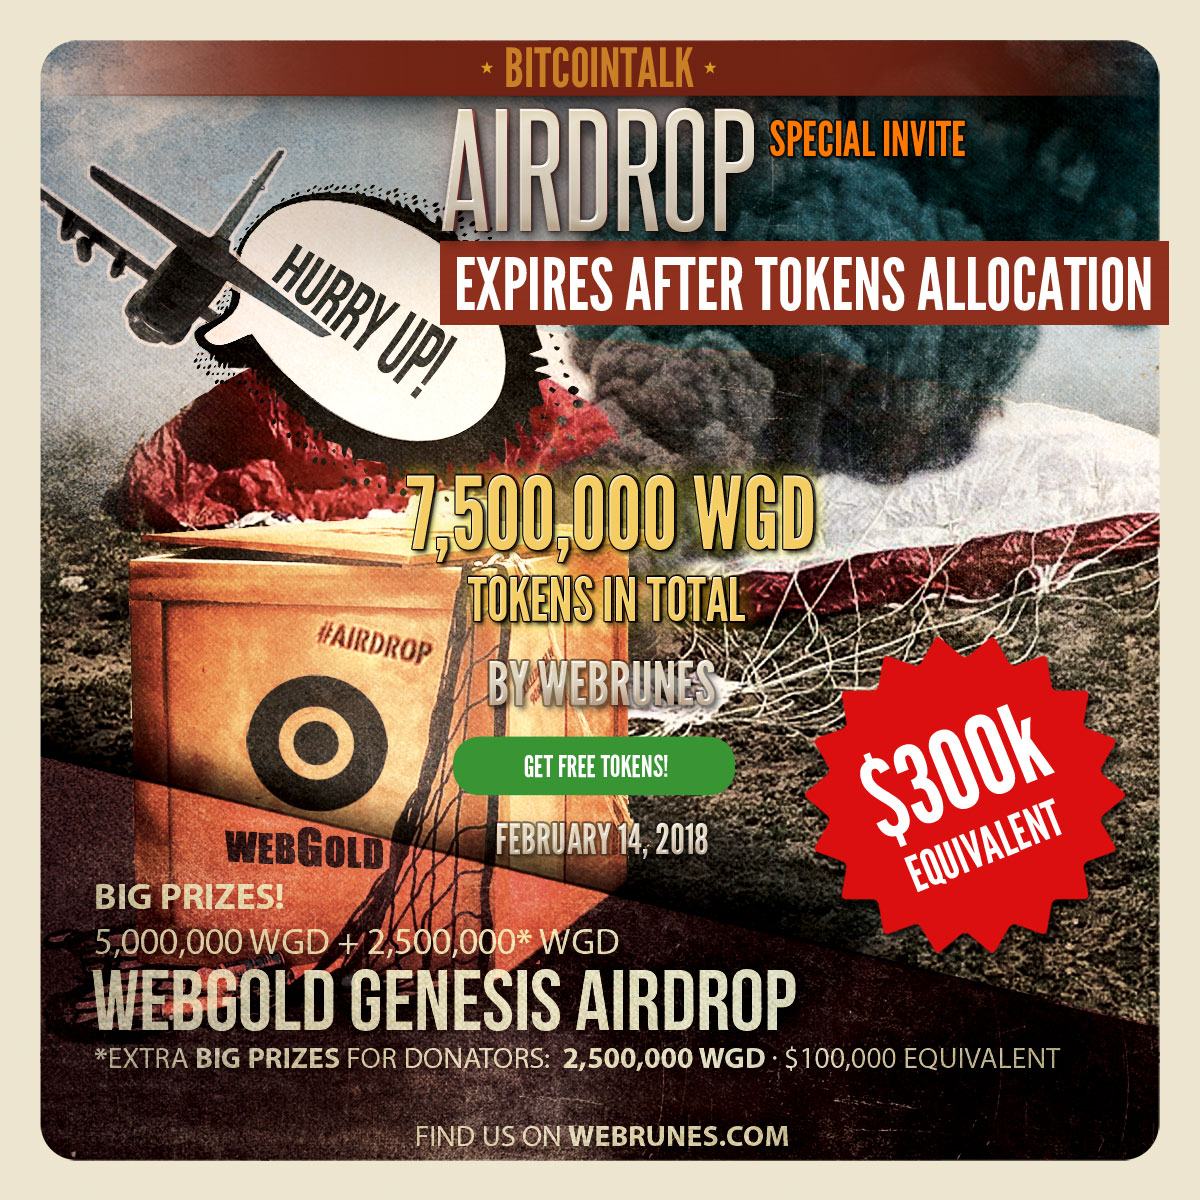 ★ BITCOINTALK ★
AIRDROP
SPECIAL INVITE
EXPIRES AFTER TOKENS ALLOCATION
HURRY UP!
7,500,000 WGD
TOKENS IN TOTAL
#AIRDROP
BY WEBRUNES
GET FREE TOKENS!
$300k
EQUIVALENT
FEBRUARY 14, 2018
WEBGOLD
BIG PRIZES!
5,000,000 WGD + 2,500,000* WGD
WEBGOLD GENESIS AIRDROP
*EXTRA BIG PRIZES FOR DONATORS: 2,500,000 WGD · $100,000 EQUIVALENT
FIND US ON WEBRUNES.COM